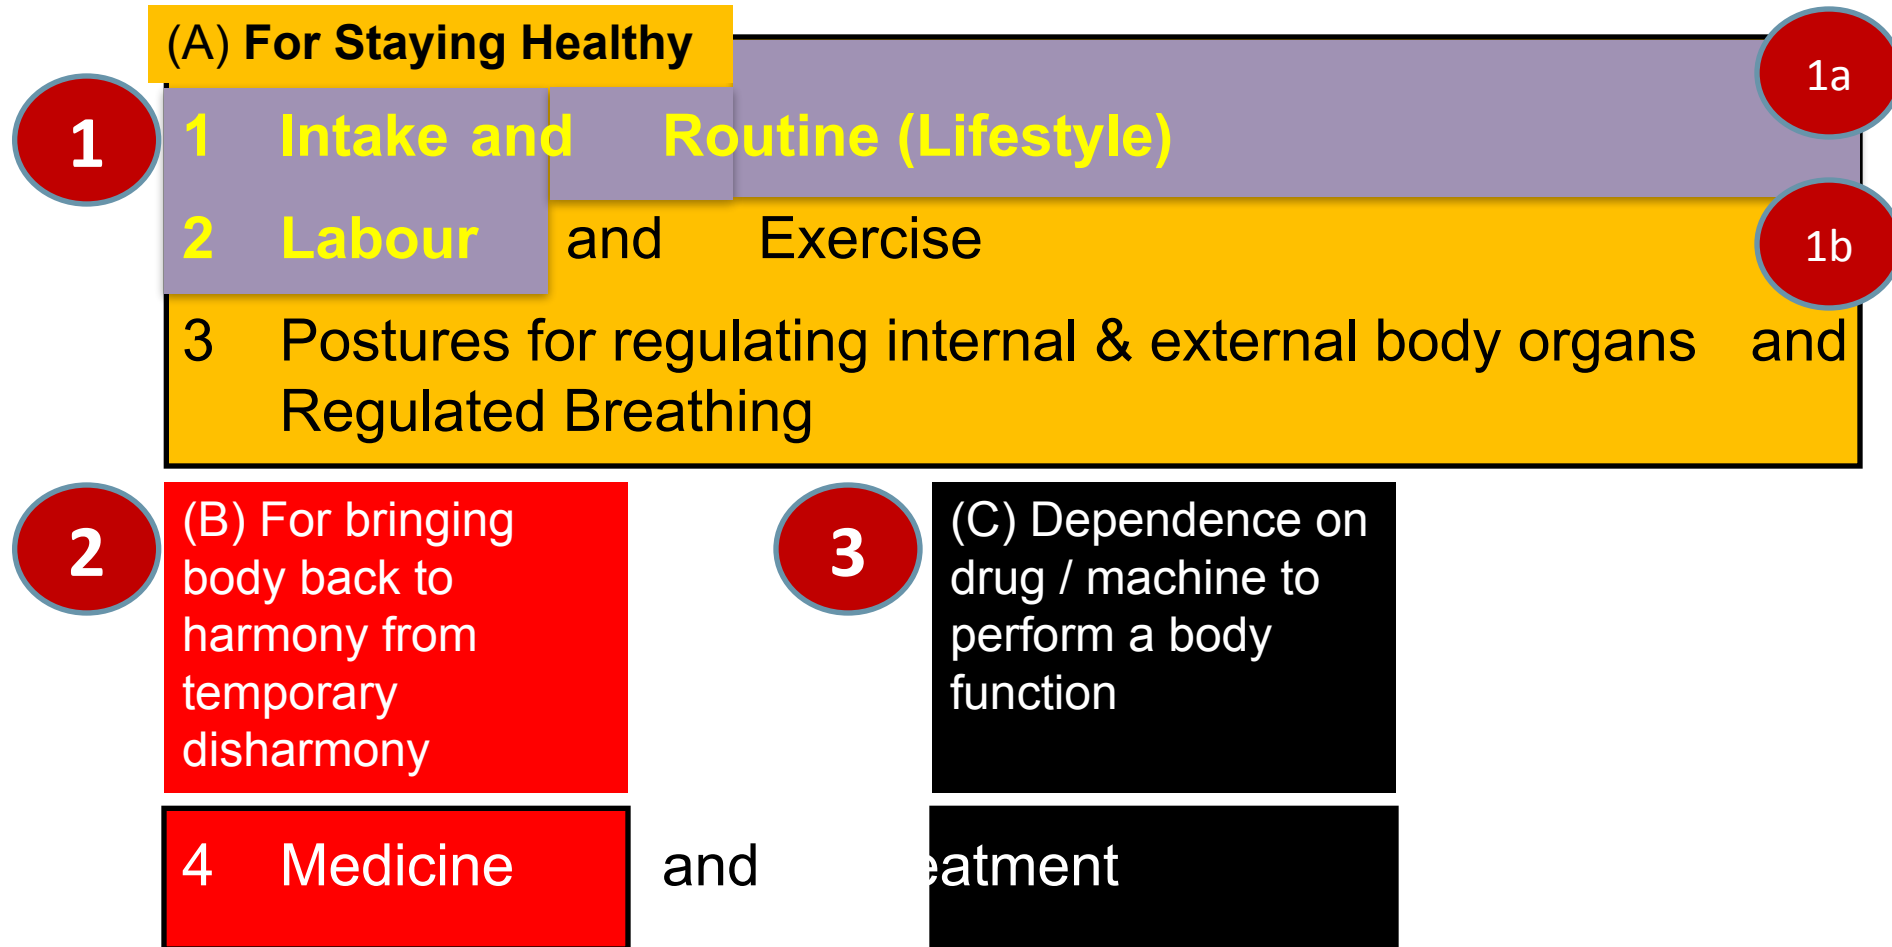 (A) For Staying Healthy
1a
1
1 Intake and Routine (Lifestyle)
2 Labour and Exercise
1b
3 Postures for regulating internal & external body organs and
Regulated Breathing
2
(B) For bringing
body back to
harmony from
temporary
disharmony
3
(C) Dependence on
drug / machine to
perform a body
function
4 Medicine and eatment